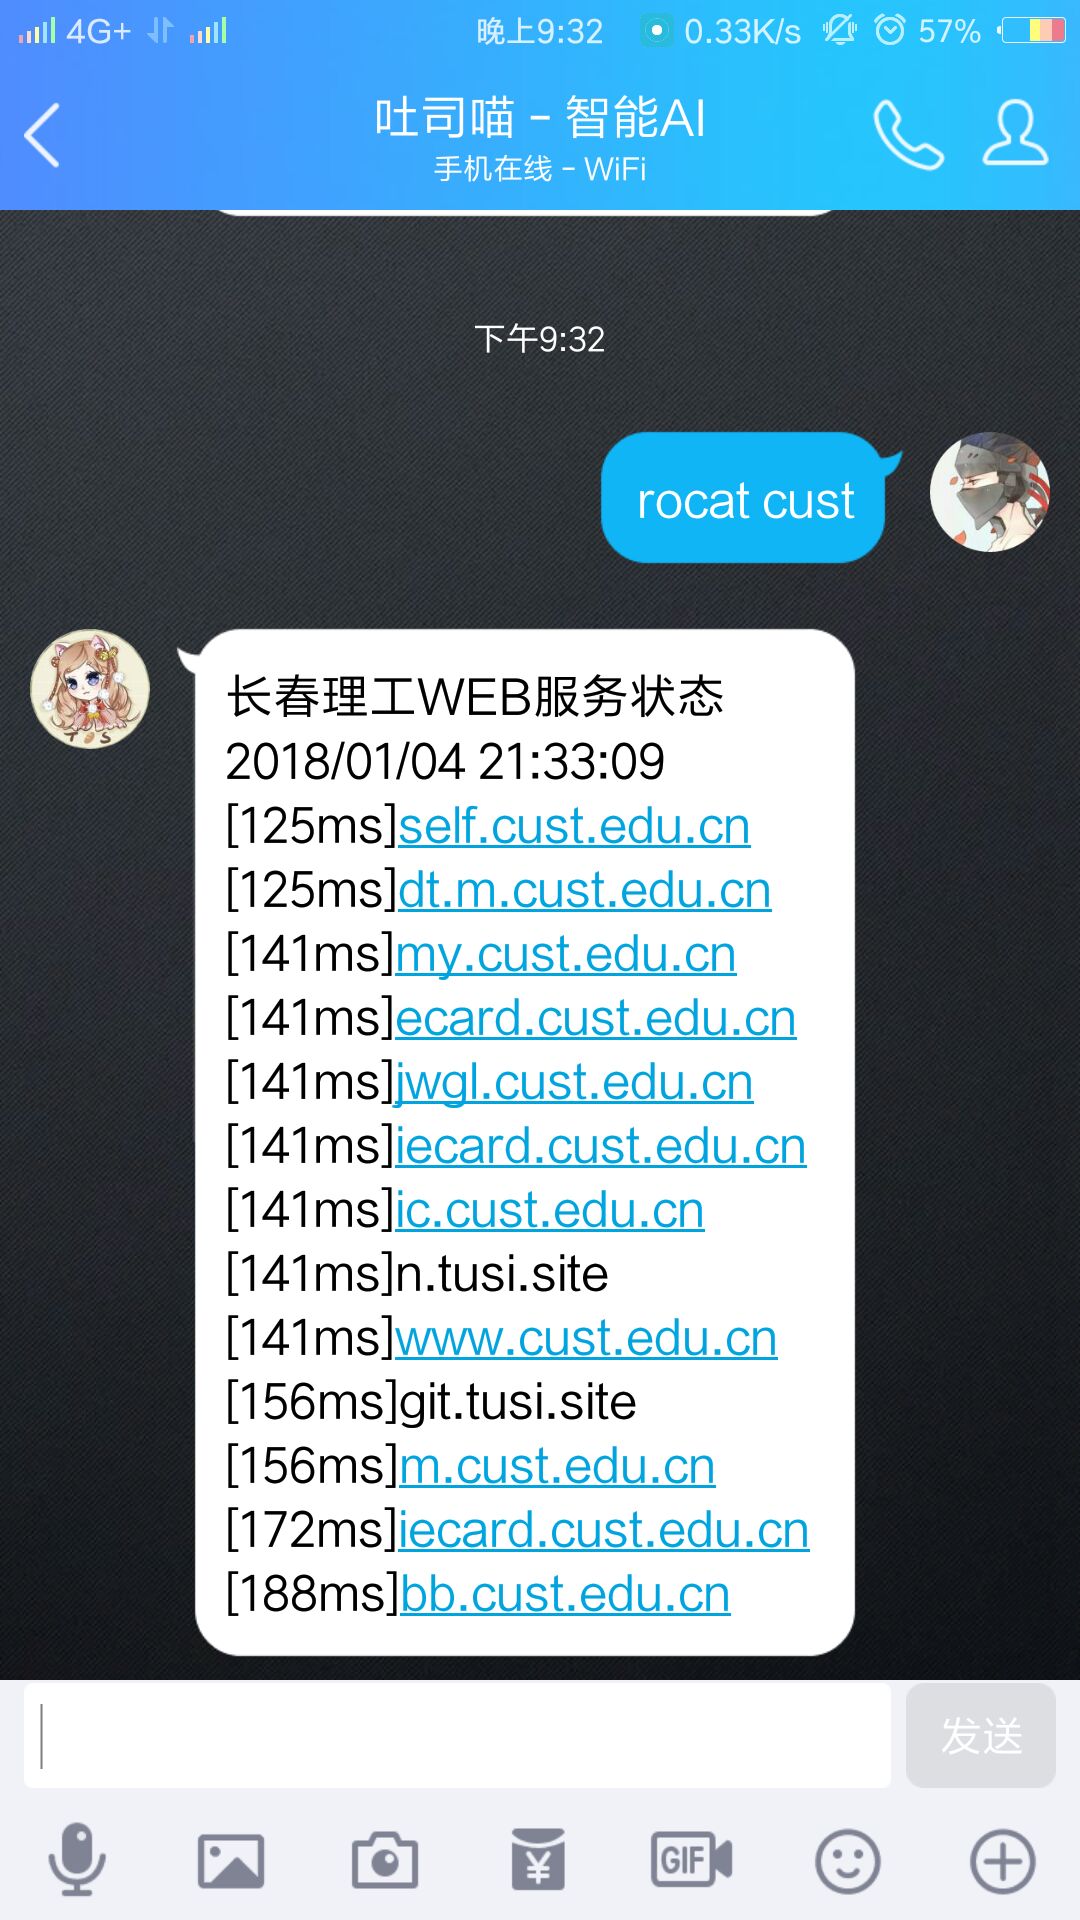 4G+ 晚上9:32 0.33K/s 57%
吐司喵 - 智能AI
手机在线 - WiFi
下午9:32
rocat cust
长春理工WEB服务状态
2018/01/04 21:33:09
[125ms]self.cust.edu.cn
[125ms]dt.m.cust.edu.cn
[141ms]my.cust.edu.cn
[141ms]ecard.cust.edu.cn
[141ms]jwgl.cust.edu.cn
[141ms]iecard.cust.edu.cn
[141ms]ic.cust.edu.cn
[141ms]n.tusi.site
[141ms]www.cust.edu.cn
[156ms]git.tusi.site
[156ms]m.cust.edu.cn
[172ms]iecard.cust.edu.cn
[188ms]bb.cust.edu.cn
发送
¥
GIF